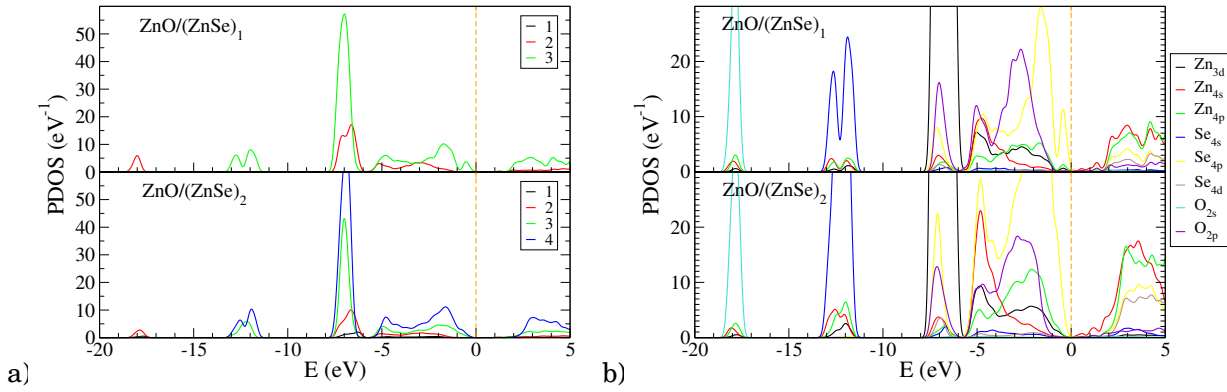 ZnO/(ZnSe)1
1
2
3
50
40
30
20
10
0
ZnO/(ZnSe)2
1
2
3
4
50
40
30
20
10
0
PDOS (eV-1)
-20
-15
-10
-5
0
5
E (eV)
a)
ZnO/(ZnSe)1
20
10
0
ZnO/(ZnSe)2
20
10
0
PDOS (eV-1)
-20
-15
-10
-5
0
5
E (eV)
b)
Zn3d
Zn4s
Zn4p
Se4s
Se4p
Se4d
O2s
O2p